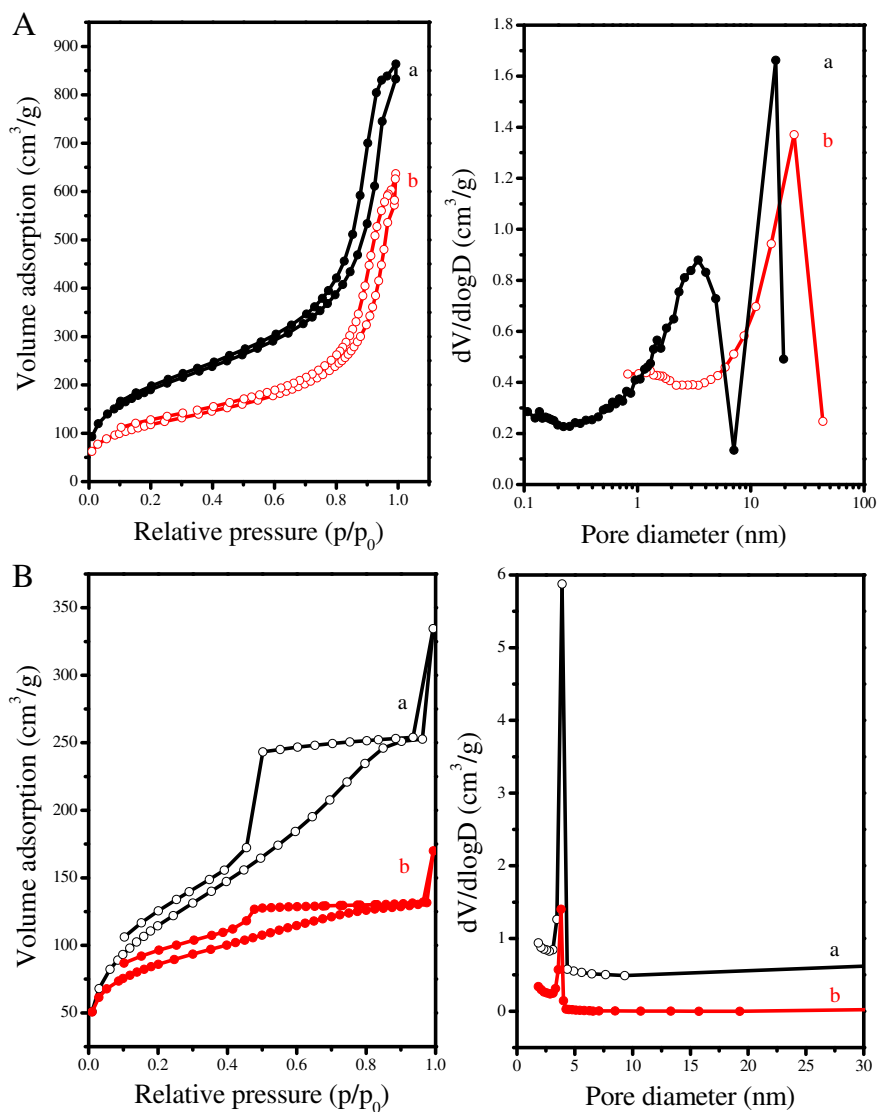 A
900
800
700
600
500
400
300
200
100
0
0.0 0.2 0.4 0.6 0.8 1.0
Volume adsorption (cm³/g)
Relative pressure (p/p₀)
a
b
1.8
1.6
1.4
1.2
1.0
0.8
0.6
0.4
0.2
0.0
0.1 1 10 100
dV/dlogD (cm³/g)
Pore diameter (nm)
a
b
B
350
300
250
200
150
100
50
0.0 0.2 0.4 0.6 0.8 1.0
Volume adsorption (cm³/g)
Relative pressure (p/p₀)
a
b
6
5
4
3
2
1
0
0 5 10 15 20 25 30
dV/dlogD (cm³/g)
Pore diameter (nm)
a
b